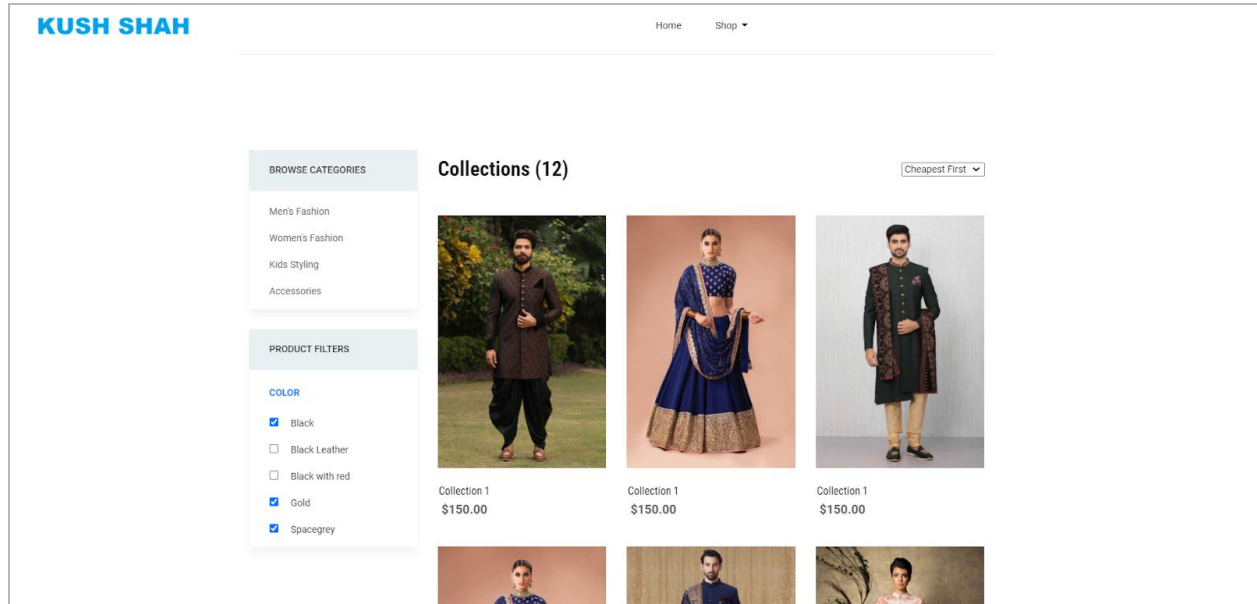 KUSH SHAH
Home
Shop
BROWSE CATEGORIES
Men's Fashion
Women's Fashion
Kids Styling
Accessories
PRODUCT FILTERS
COLOR
Black
Black Leather
Black with red
Gold
Spacegrey
Collections (12)
Cheapest First
Collection 1
$150.00
Collection 1
$150.00
Collection 1
$150.00